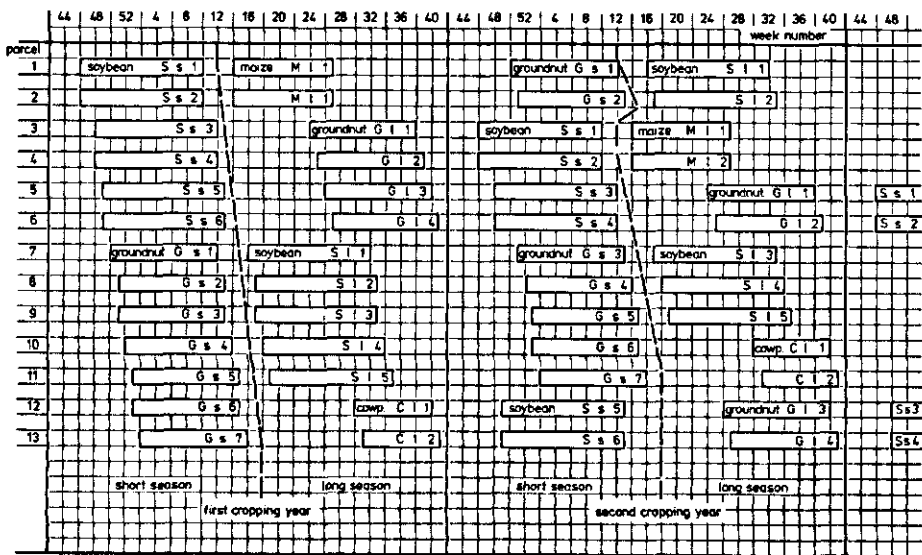 44 48 52 4 8 12 16 20 24 28 32 36 40 44 48 52 4 8 12 16 20 24 28 32 36 40 44 48
week number
parcel
1 soybean S s 1 maize M l 1 groundnut G s 1 soybean S l 1
2 S s 2 M l 1 G s 2 S l 2
3 S s 3 groundnut G l 1 soybean S s 1 maize M l 1
4 S s 4 G l 2 S s 2 M l 2
5 S s 5 G l 3 S s 3 groundnut G l 1 S s 1
6 S s 6 G l 4 S s 4 G l 2 S s 2
7 groundnut G s 1 soybean S l 1 groundnut G s 3 soybean S l 3
8 G s 2 S l 2 G s 4 S l 4
9 G s 3 S l 3 G s 5 S l 5
10 G s 4 S l 4 G s 6 cowp C l 1
11 G s 5 S l 5 G s 7 C l 2
12 G s 6 cowp C l 1 soybean S s 5 groundnut G l 3 Ss3
13 G s 7 C l 2 S s 6 G l 4 Ss4
short season long season short season long season
first cropping year second cropping year